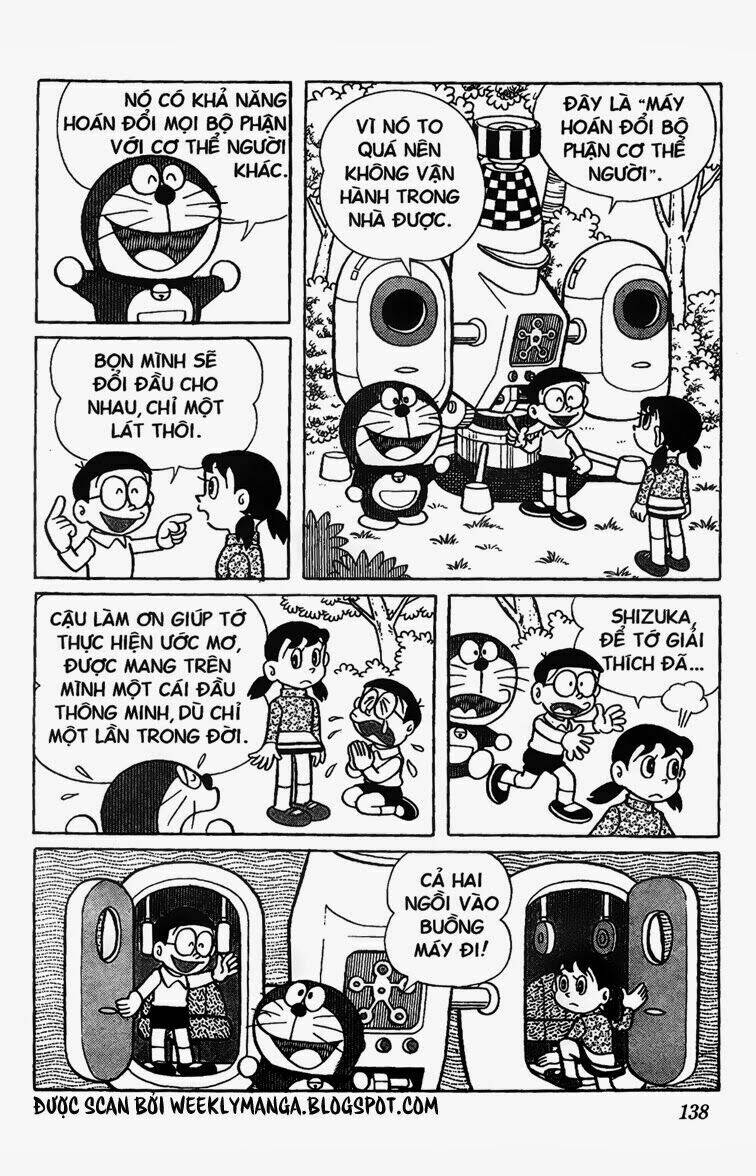 ĐÂY LÀ "MÁY
HOÁN ĐỔI BỘ
PHẬN CƠ THỂ
NGƯỜI".
VÌ NÓ TO
QUÁ NÊN
KHÔNG VẬN
HÀNH TRONG
NHÀ ĐƯỢC.
NÓ CÓ KHẢ NĂNG
HOÁN ĐỔI MỌI BỘ PHẬN
VỚI CƠ THỂ NGƯỜI
KHÁC.
BỌN MÌNH SẼ
ĐỔI ĐẦU CHO
NHAU, CHỈ MỘT
LÁT THÔI.
SHIZUKA,
ĐỂ TỚ GIẢI
THÍCH ĐÃ...
CẬU LÀM ƠN GIÚP TỚ
THỰC HIỆN ƯỚC MƠ,
ĐƯỢC MANG TRÊN
MÌNH MỘT CÁI ĐẦU
THÔNG MINH, DÙ CHỈ
MỘT LẦN TRONG ĐỜI.
CẢ HAI
NGỒI VÀO
BUỒNG
MÁY ĐI!
ĐƯỢC SCAN BỞI WEEKLYMANGA.BLOGSPOT.COM
138